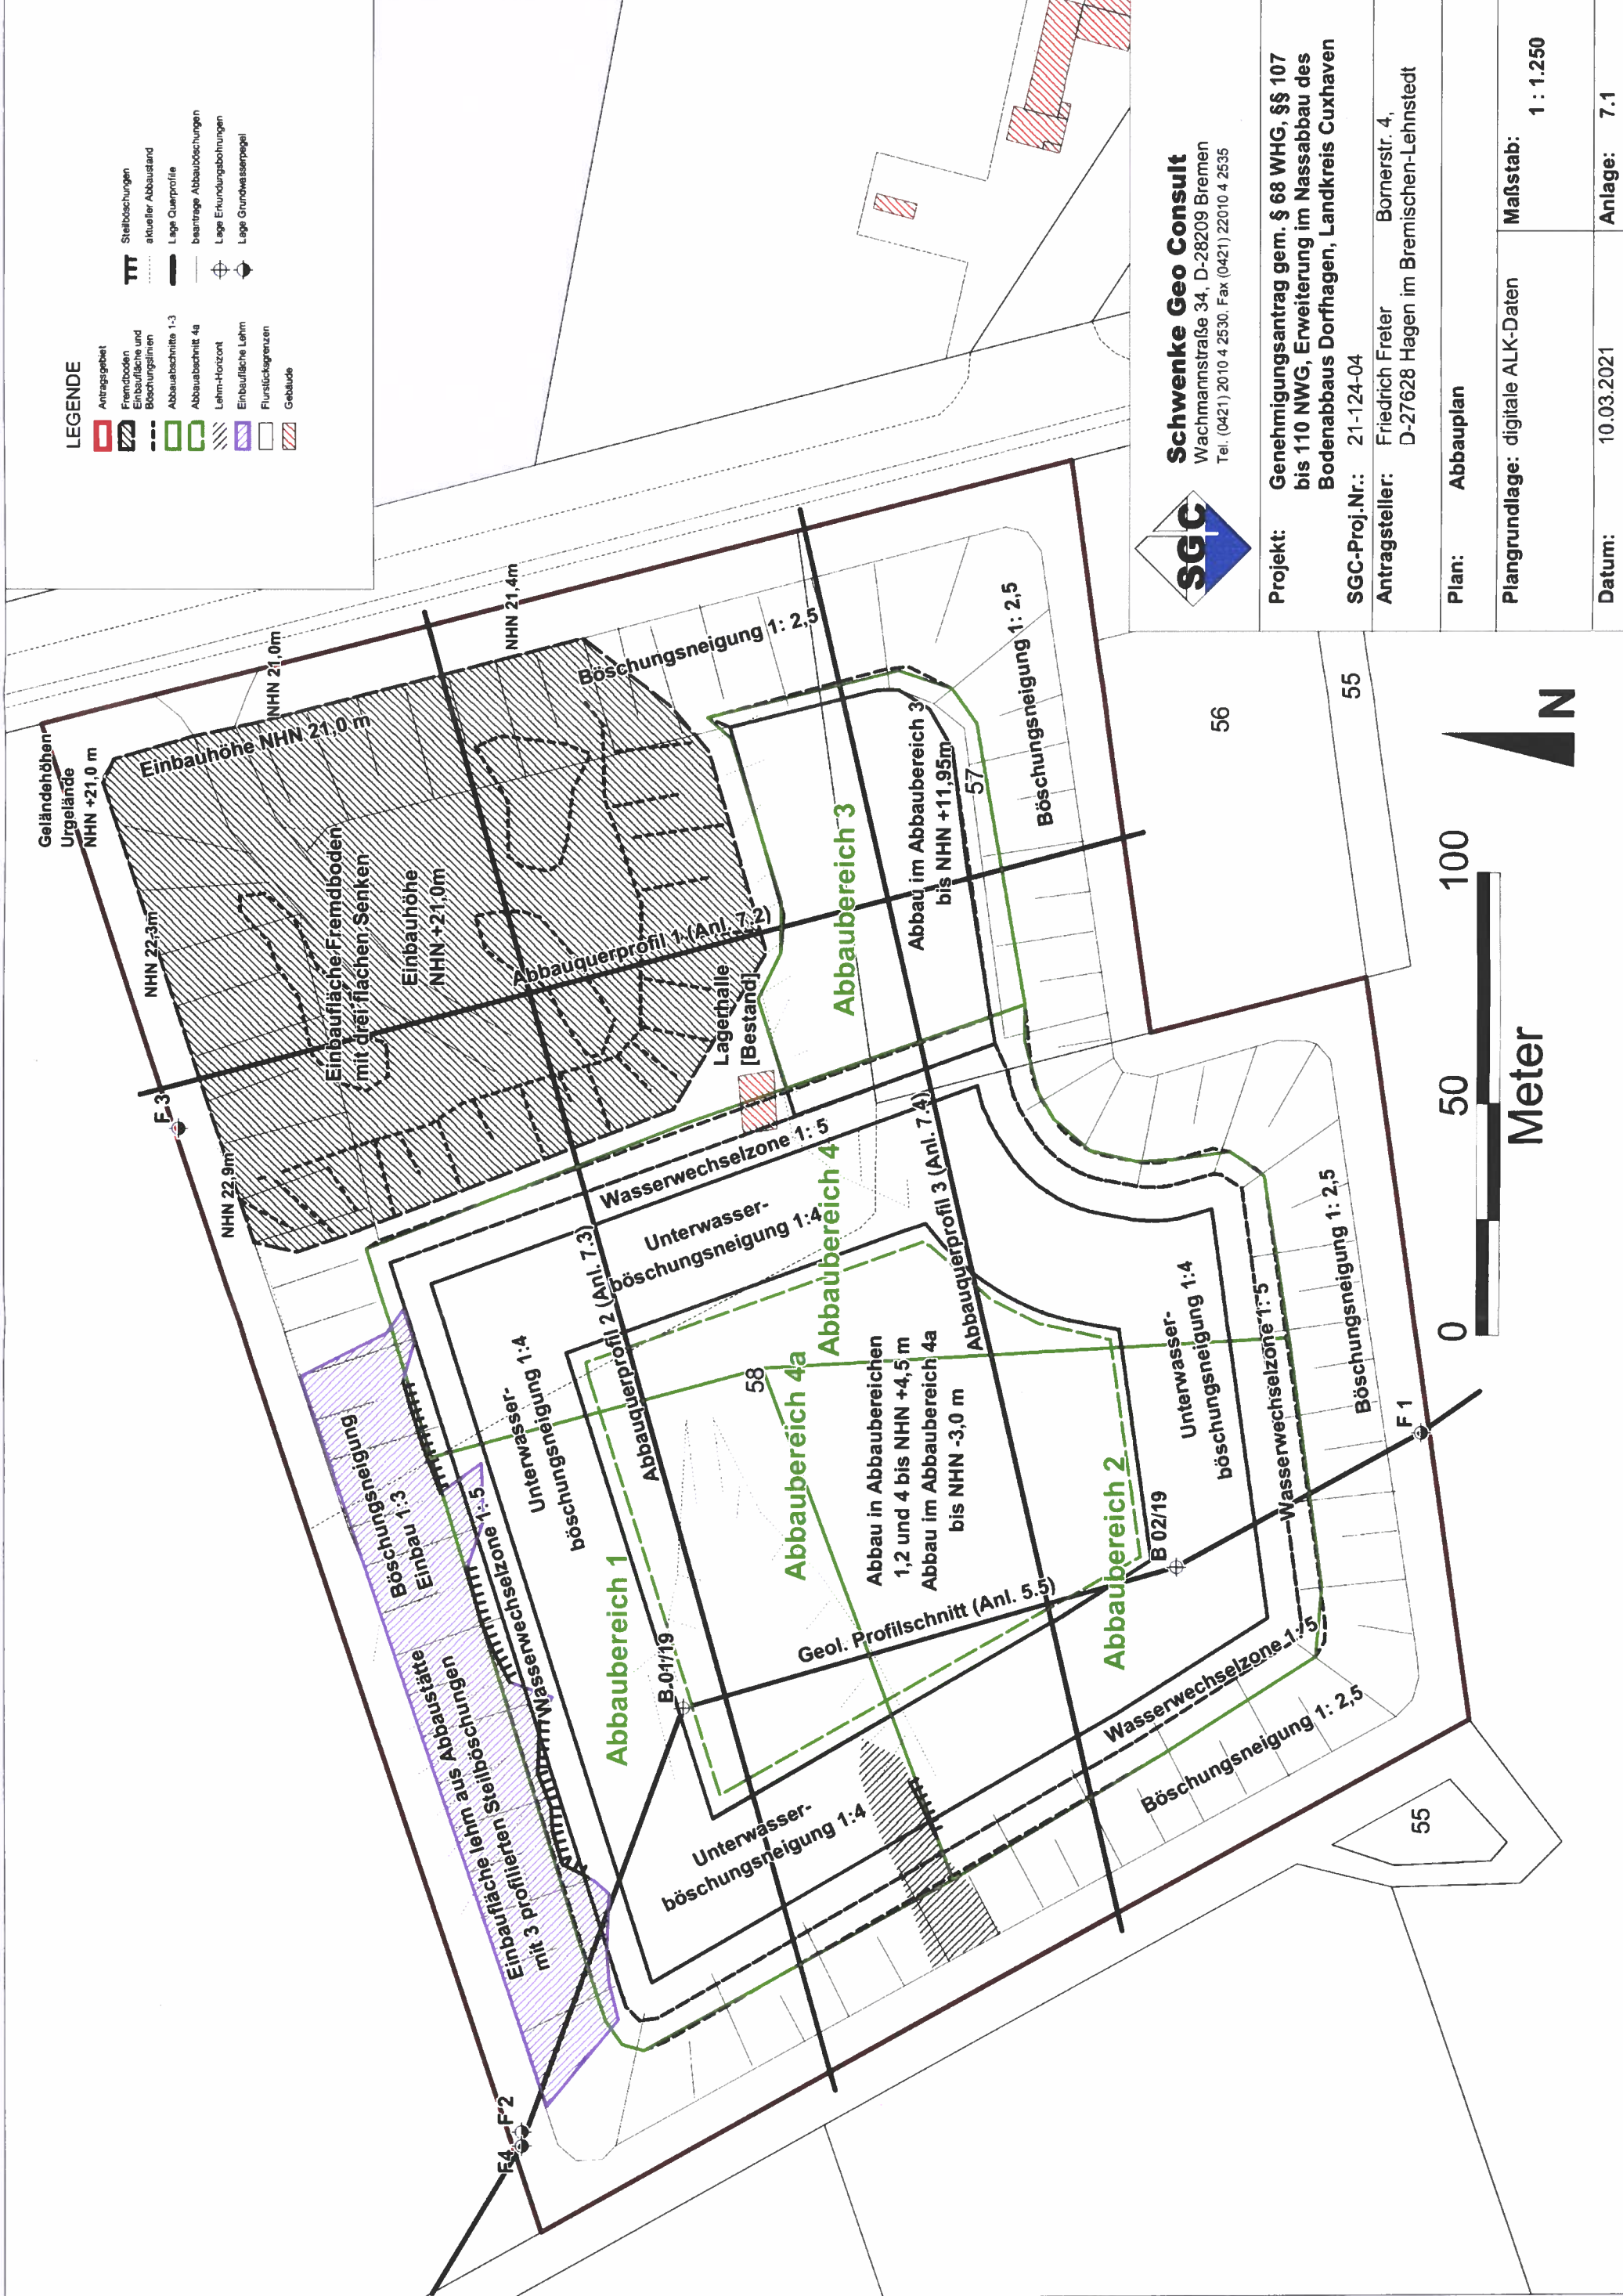 LEGENDE
Antragsgebiet
Fremdboden
Einbaufläche und
Böschungslinien
Abbauabschnitte 1-3
Abbauabschnitt 4a
Lehm-Horizont
Einbaufläche Lehm
Flurstücksgrenzen
Gebäude
Steilböschungen
aktueller Abbaustand
Lage Querprofile
beantrage Abbauböschungen
Lage Erkundungsbohrungen
Lage Grundwasserpegel
Geländehöhen
Urgelände
NHN +21,0 m
NHN 21,0m
NHN 21,4m
NHN 22,3m
NHN 22,9m
Einbauhöhe NHN 21,0 m
Einbaufläche Fremdboden
mit drei flachen Senken
Einbauhöhe
NHN +21,0m
F 3
Abbauquerprofil 1 (Anl. 7.2)
Böschungsneigung 1: 2,5
Lagerhalle
[Bestand]
Abbaubereich 3
Abbau im Abbaubereich 3
bis NHN +11,95m
57
Böschungsneigung 1: 2,5
56
55
Wasserwechselzone 1: 5
Unterwasser-
böschungsneigung 1:4
Abbaubereich 4
Abbauquerprofil 2 (Anl. 7.3)
Abbauquerprofil 3 (Anl. 7.4)
Böschungsneigung
Einbau 1:3
Einbaufläche lehm aus Abbaustätte
mit 3 profilierten Steilböschungen
Wasserwechselzone 1: 5
Unterwasser-
böschungsneigung 1:4
Abbaubereich 1
58
Abbaubereich 4a
Abbau in Abbaubereichen
1,2 und 4 bis NHN +4,5 m
Abbau im Abbaubereich 4a
bis NHN -3,0 m
Abbaubereich 2
B 01/19
B 02/19
Geol. Profilschnitt (Anl. 5.5)
Unterwasser-
böschungsneigung 1:4
Unterwasser-
böschungsneigung 1:4
Wasserwechselzone 1: 5
Böschungsneigung 1: 2,5
F 1
Wasserwechselzone 1: 5
Böschungsneigung 1: 2,5
F4
F 2
55
0
50
100
Meter
N
SGC
Schwenke Geo Consult
Wachmannstraße 34, D-28209 Bremen
Tel. (0421) 2010 4 2530. Fax (0421) 22010 4 2535
Projekt: Genehmigungsantrag gem. § 68 WHG, §§ 107
bis 110 NWG, Erweiterung im Nassabbau des
Bodenabbaus Dorfhagen, Landkreis Cuxhaven
SGC-Proj.Nr.: 21-124-04
Antragsteller: Friedrich Freter Bornerstr. 4,
D-27628 Hagen im Bremischen-Lehnstedt
Plan: Abbauplan
Plangrundlage: digitale ALK-Daten
Maßstab: 1 : 1.250
Datum: 10.03.2021
Anlage: 7.1